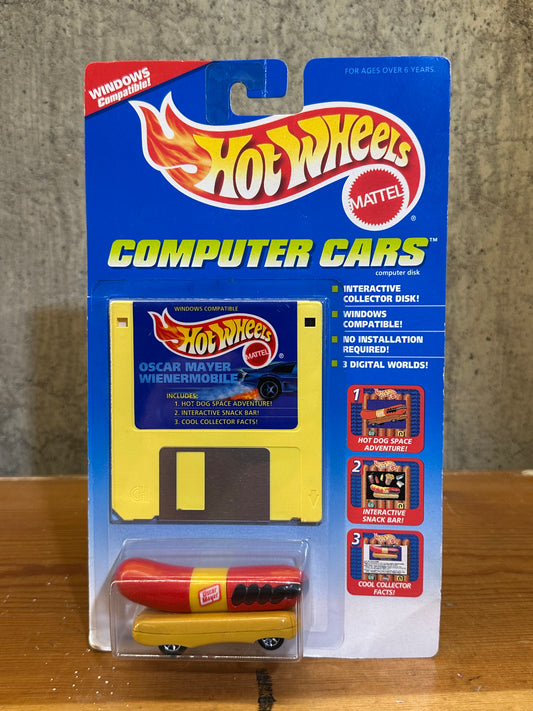 WINDOWS
Compatible!
FOR AGES OVER 6 YEARS.
HOT WHEELS
MATTEL
®
COMPUTER CARS™
computer disk
INTERACTIVE
COLLECTOR DISK!
WINDOWS
COMPATIBLE!
NO INSTALLATION
REQUIRED!
3 DIGITAL WORLDS!
WINDOWS COMPATIBLE
HOT WHEELS
MATTEL
®
OSCAR MAYER
WIENERMOBILE
INCLUDES:
1. HOT DOG SPACE ADVENTURE!
2. INTERACTIVE SNACK BAR!
3. COOL COLLECTOR FACTS!
1
HOT DOG SPACE
ADVENTURE!
2
INTERACTIVE
SNACK BAR!
3
COOL COLLECTOR
FACTS!
Oscar
Mayer